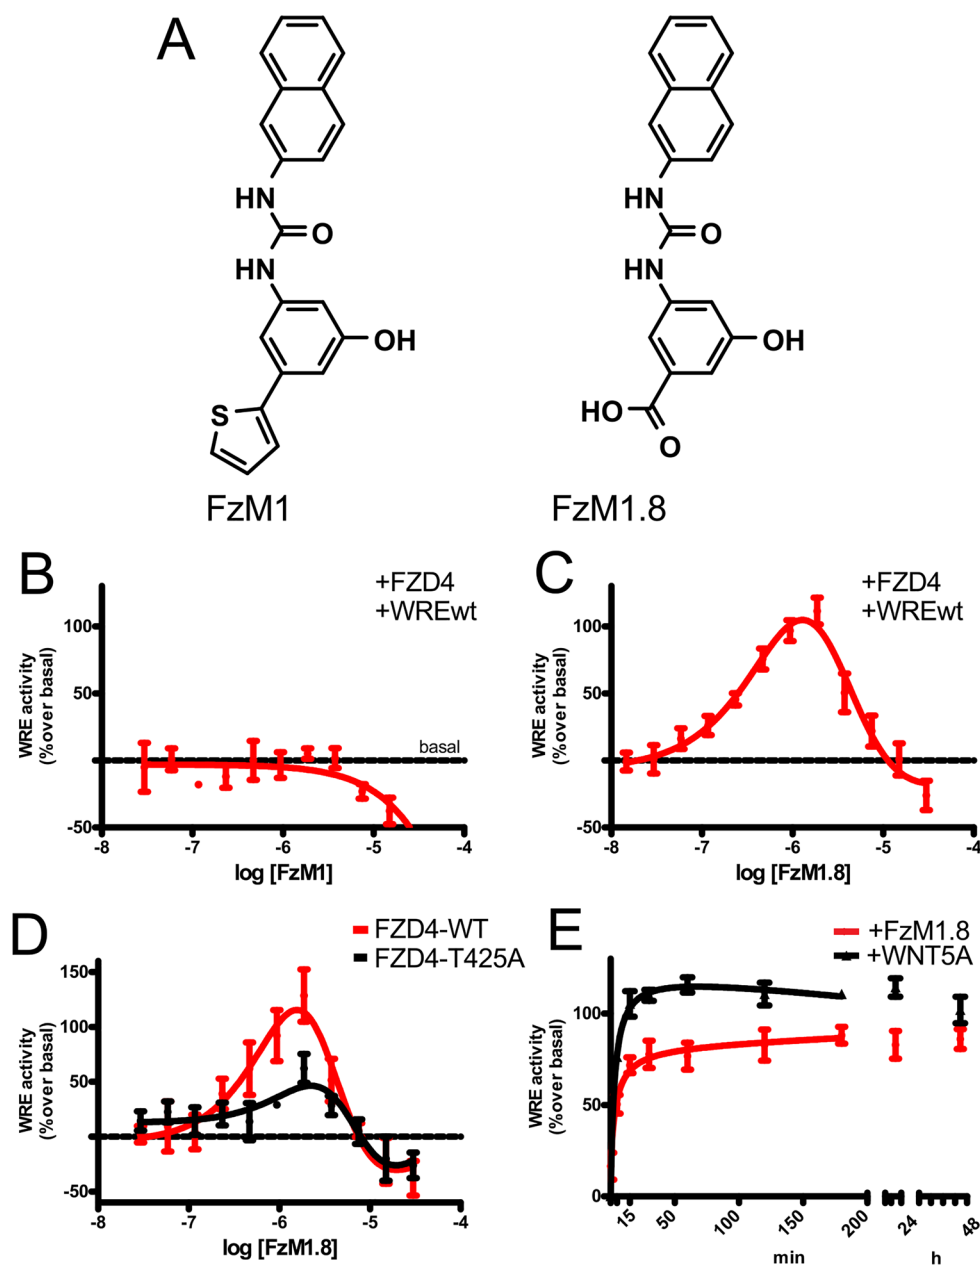 A
HN
O
HN
OH
S
FzM1
HN
O
HN
OH
HO
O
FzM1.8
B
+FZD4
+WREwt
WRE activity
(%over basal)
100
50
0
-50
basal
-8
-7
-6
-5
-4
log [FzM1]
C
+FZD4
+WREwt
WRE activity
(%over basal)
100
50
0
-50
-8
-7
-6
-5
-4
log [FzM1.8]
D
FZD4-WT
FZD4-T425A
WRE activity
(%over basal)
150
100
50
0
-50
-8
-7
-6
-5
-4
log [FzM1.8]
E
+FzM1.8
+WNT5A
WRE activity
(%over basal)
100
50
0
15
50
100
150
200
24
48
min
h